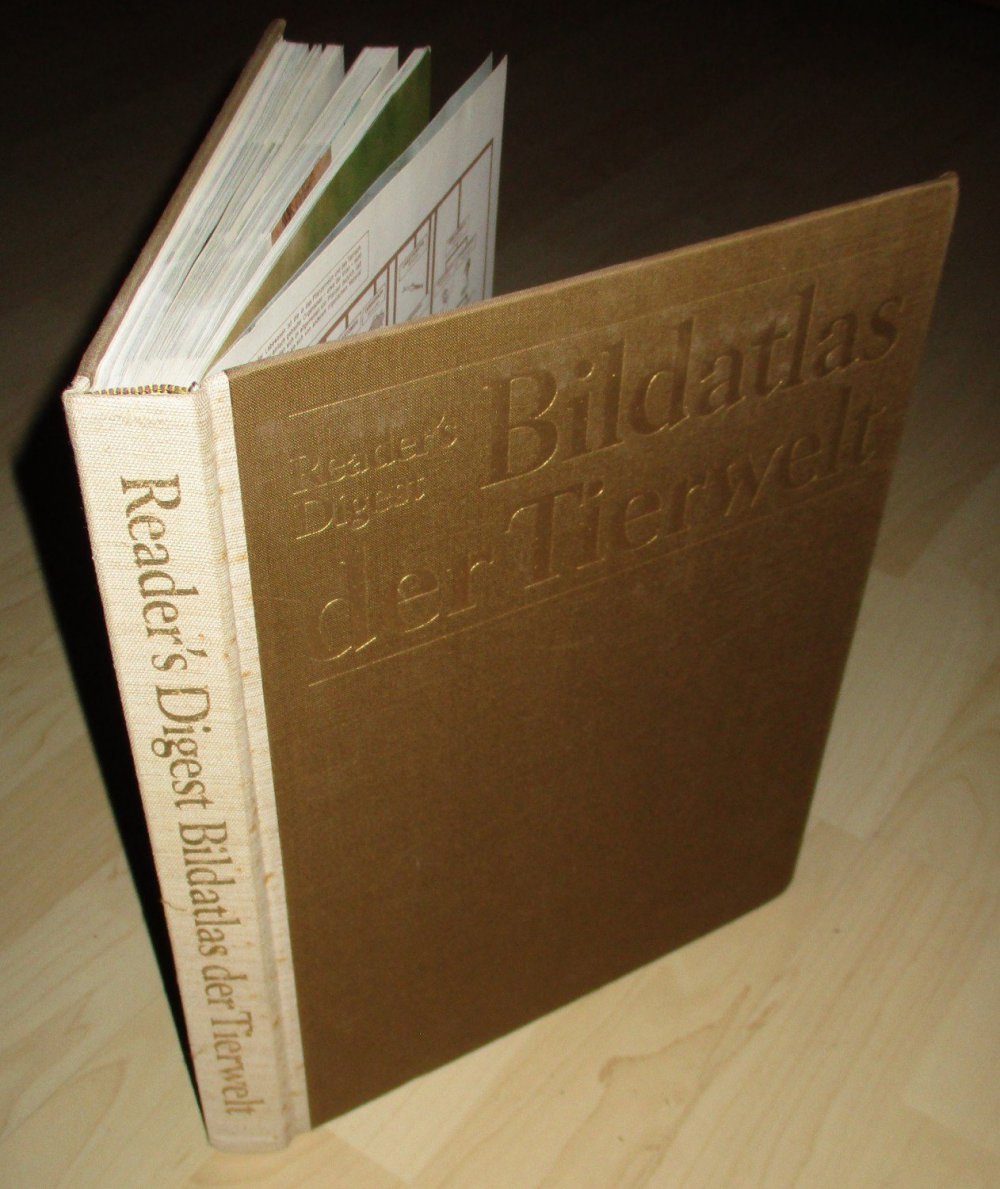 Reader's Digest Bildatlas der Tierwelt
Reader's
Digest
Bildatlas
der Tierwelt